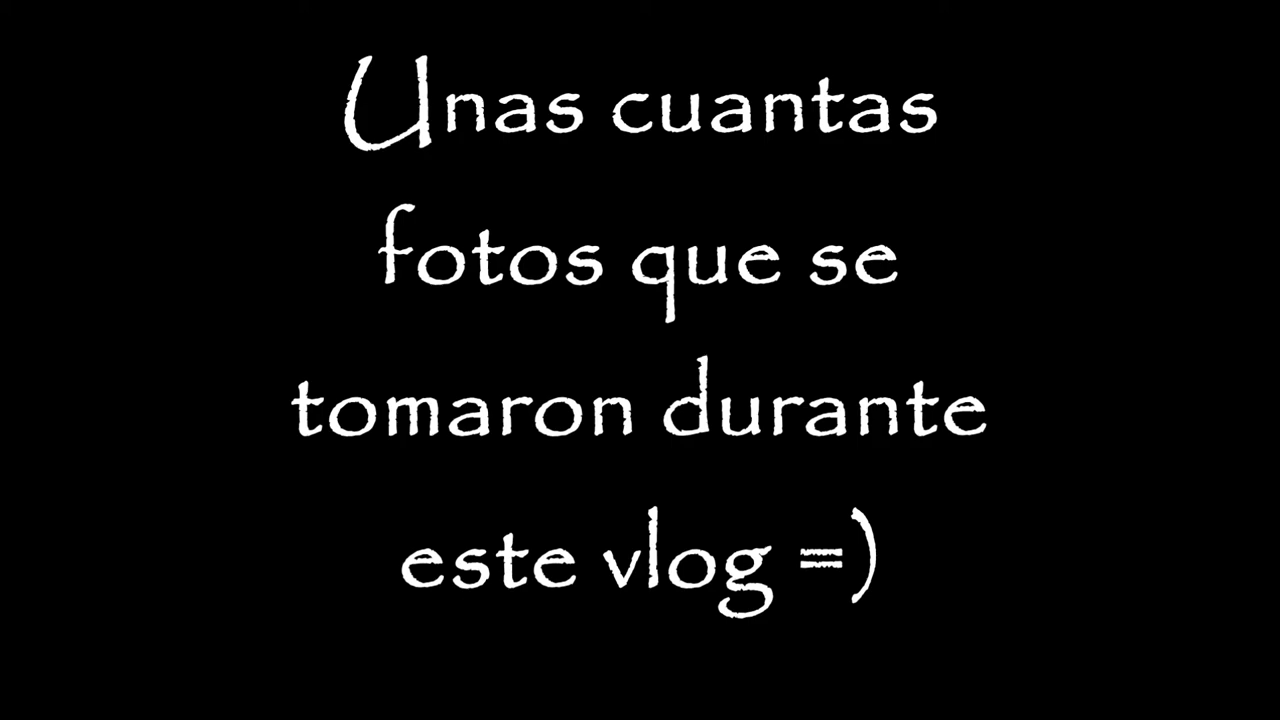 Unas cuantas
fotos que se
tomaron durante
este vlog =)